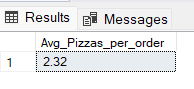 Results Messages
Avg_Pizzas_per_order
1 2.32